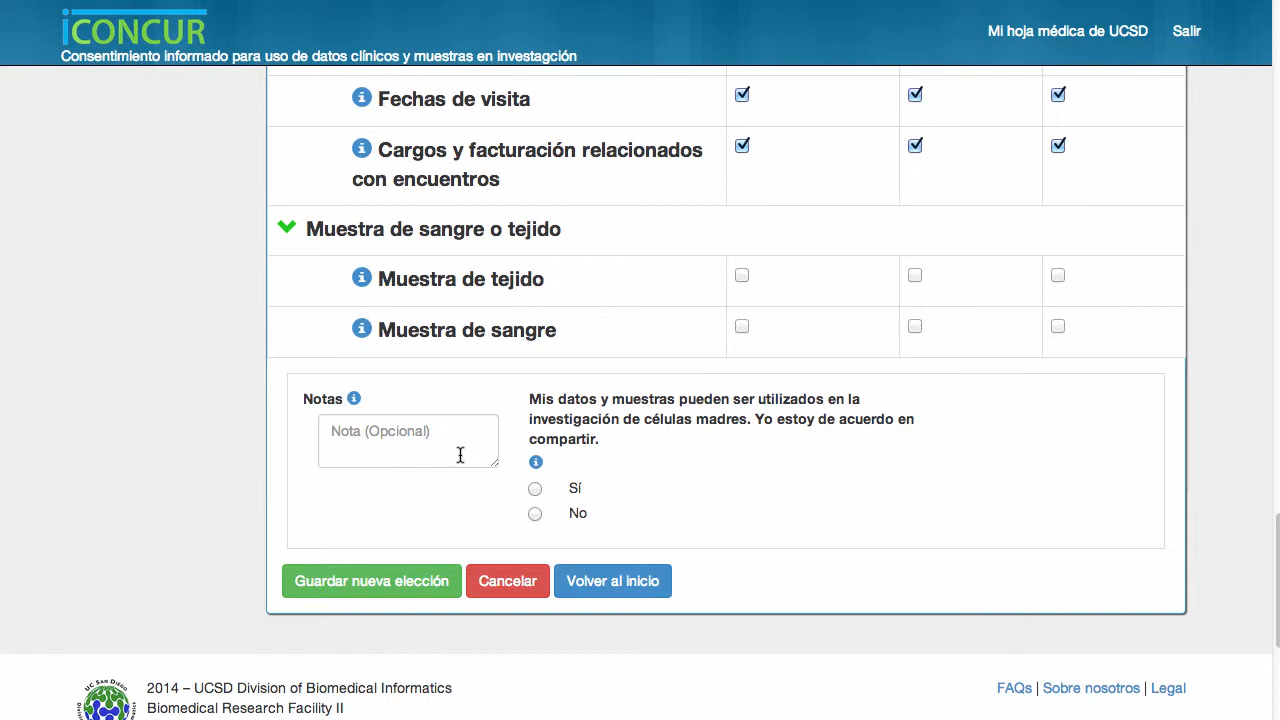 iCONCUR
Mi hoja médica de UCSD Salir
Consentimiento informado para uso de datos clínicos y muestras en investagción
Fechas de visita
Cargos y facturación relacionados
con encuentros
Muestra de sangre o tejido
Muestra de tejido
Muestra de sangre
Notas
Nota (Opcional)
Mis datos y muestras pueden ser utilizados en la
investigación de células madres. Yo estoy de acuerdo en
compartir.
Sí
No
Guardar nueva elección Cancelar Volver al inicio
UC SAN DIEGO
2014 – UCSD Division of Biomedical Informatics
Biomedical Research Facility II
FAQs | Sobre nosotros | Legal